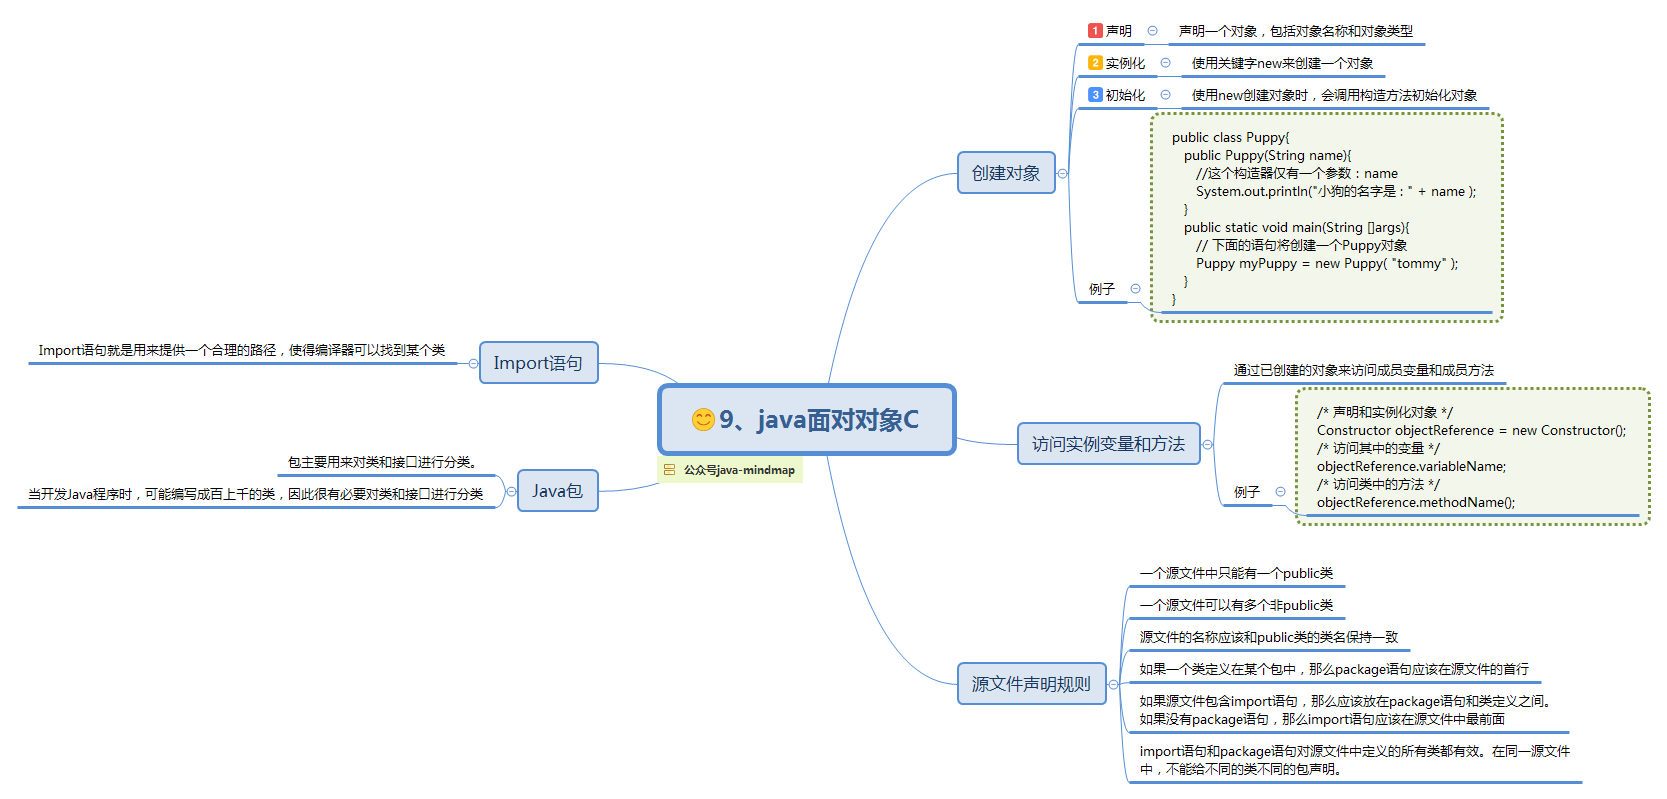 9、java面对对象C
公众号java-mindmap
创建对象
1 声明
声明一个对象，包括对象名称和对象类型
2 实例化
使用关键字new来创建一个对象
3 初始化
使用new创建对象时，会调用构造方法初始化对象
例子
public class Puppy{
public Puppy(String name){
//这个构造器仅有一个参数：name
System.out.println("小狗的名字是 : " + name );
}
public static void main(String []args){
// 下面的语句将创建一个Puppy对象
Puppy myPuppy = new Puppy( "tommy" );
}
}
访问实例变量和方法
通过已创建的对象来访问成员变量和成员方法
例子
/* 声明和实例化对象 */
Constructor objectReference = new Constructor();
/* 访问其中的变量 */
objectReference.variableName;
/* 访问类中的方法 */
objectReference.methodName();
源文件声明规则
一个源文件中只能有一个public类
一个源文件可以有多个非public类
源文件的名称应该和public类的类名保持一致
如果一个类定义在某个包中，那么package语句应该在源文件的首行
如果源文件包含import语句，那么应该放在package语句和类定义之间。
如果没有package语句，那么import语句应该在源文件中最前面
import语句和package语句对源文件中定义的所有类都有效。在同一源文件
中，不能给不同的类不同的包声明。
Import语句
Import语句就是用来提供一个合理的路径，使得编译器可以找到某个类
Java包
包主要用来对类和接口进行分类。
当开发Java程序时，可能编写成百上千的类，因此很有必要对类和接口进行分类